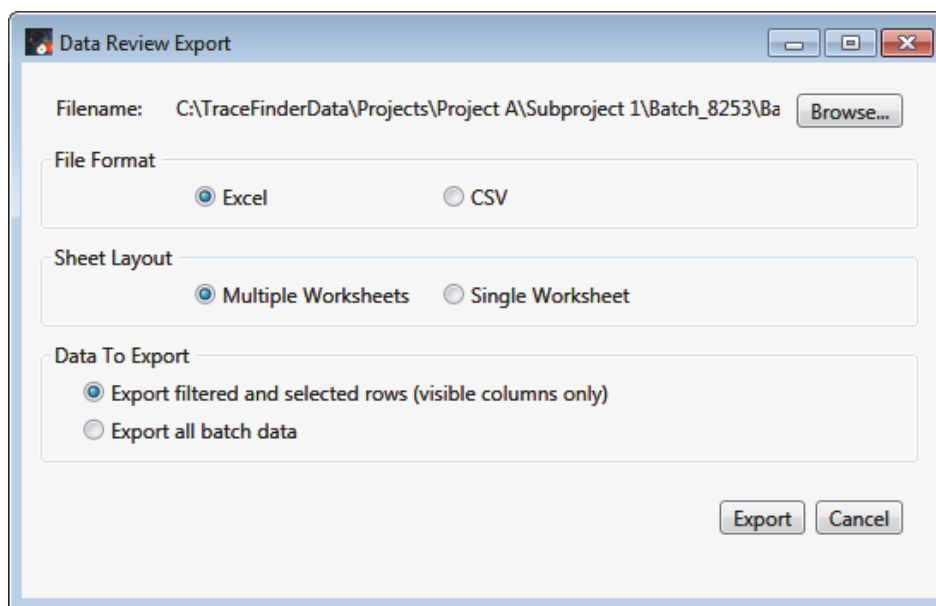 Data Review Export
Filename: C:\TraceFinderData\Projects\Project A\Subproject 1\Batch_8253\Ba Browse...
File Format
Excel CSV
Sheet Layout
Multiple Worksheets Single Worksheet
Data To Export
Export filtered and selected rows (visible columns only)
Export all batch data
Export Cancel